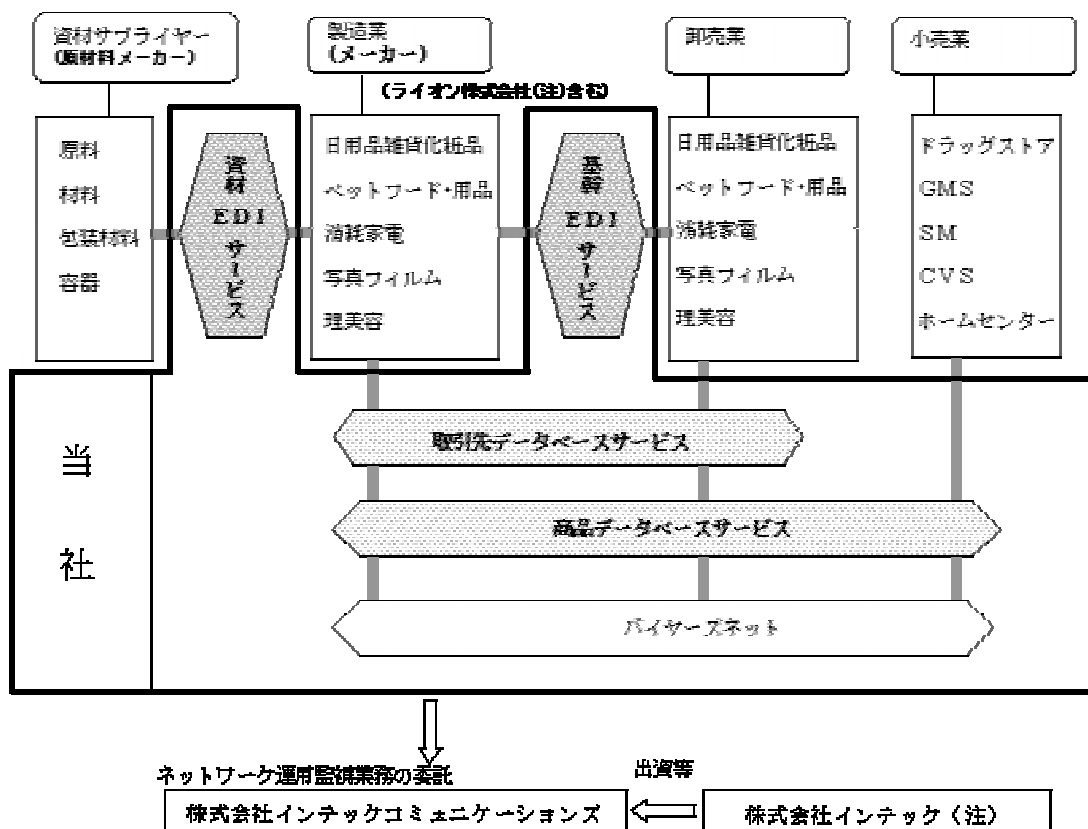 資材サプライヤー
(原材料メーカー)
製造業
(メーカー)
卸売業
小売業
(ライオン株式会社(注)含む)
原料
材料
包装材料
容器
資材EDIサービス
日用品雑貨化粧品
ペットフード・用品
消耗家電
写真フィルム
理美容
基幹EDIサービス
日用品雑貨化粧品
ペットフード・用品
消耗家電
写真フィルム
理美容
ドラッグストア
GMS
SM
CVS
ホームセンター
当社
取引先データベースサービス
商品データベースサービス
バイヤーズネット
ネットワーク運用監視業務の委託
出資等
株式会社インテックコミュニケーションズ
株式会社インテック(注)